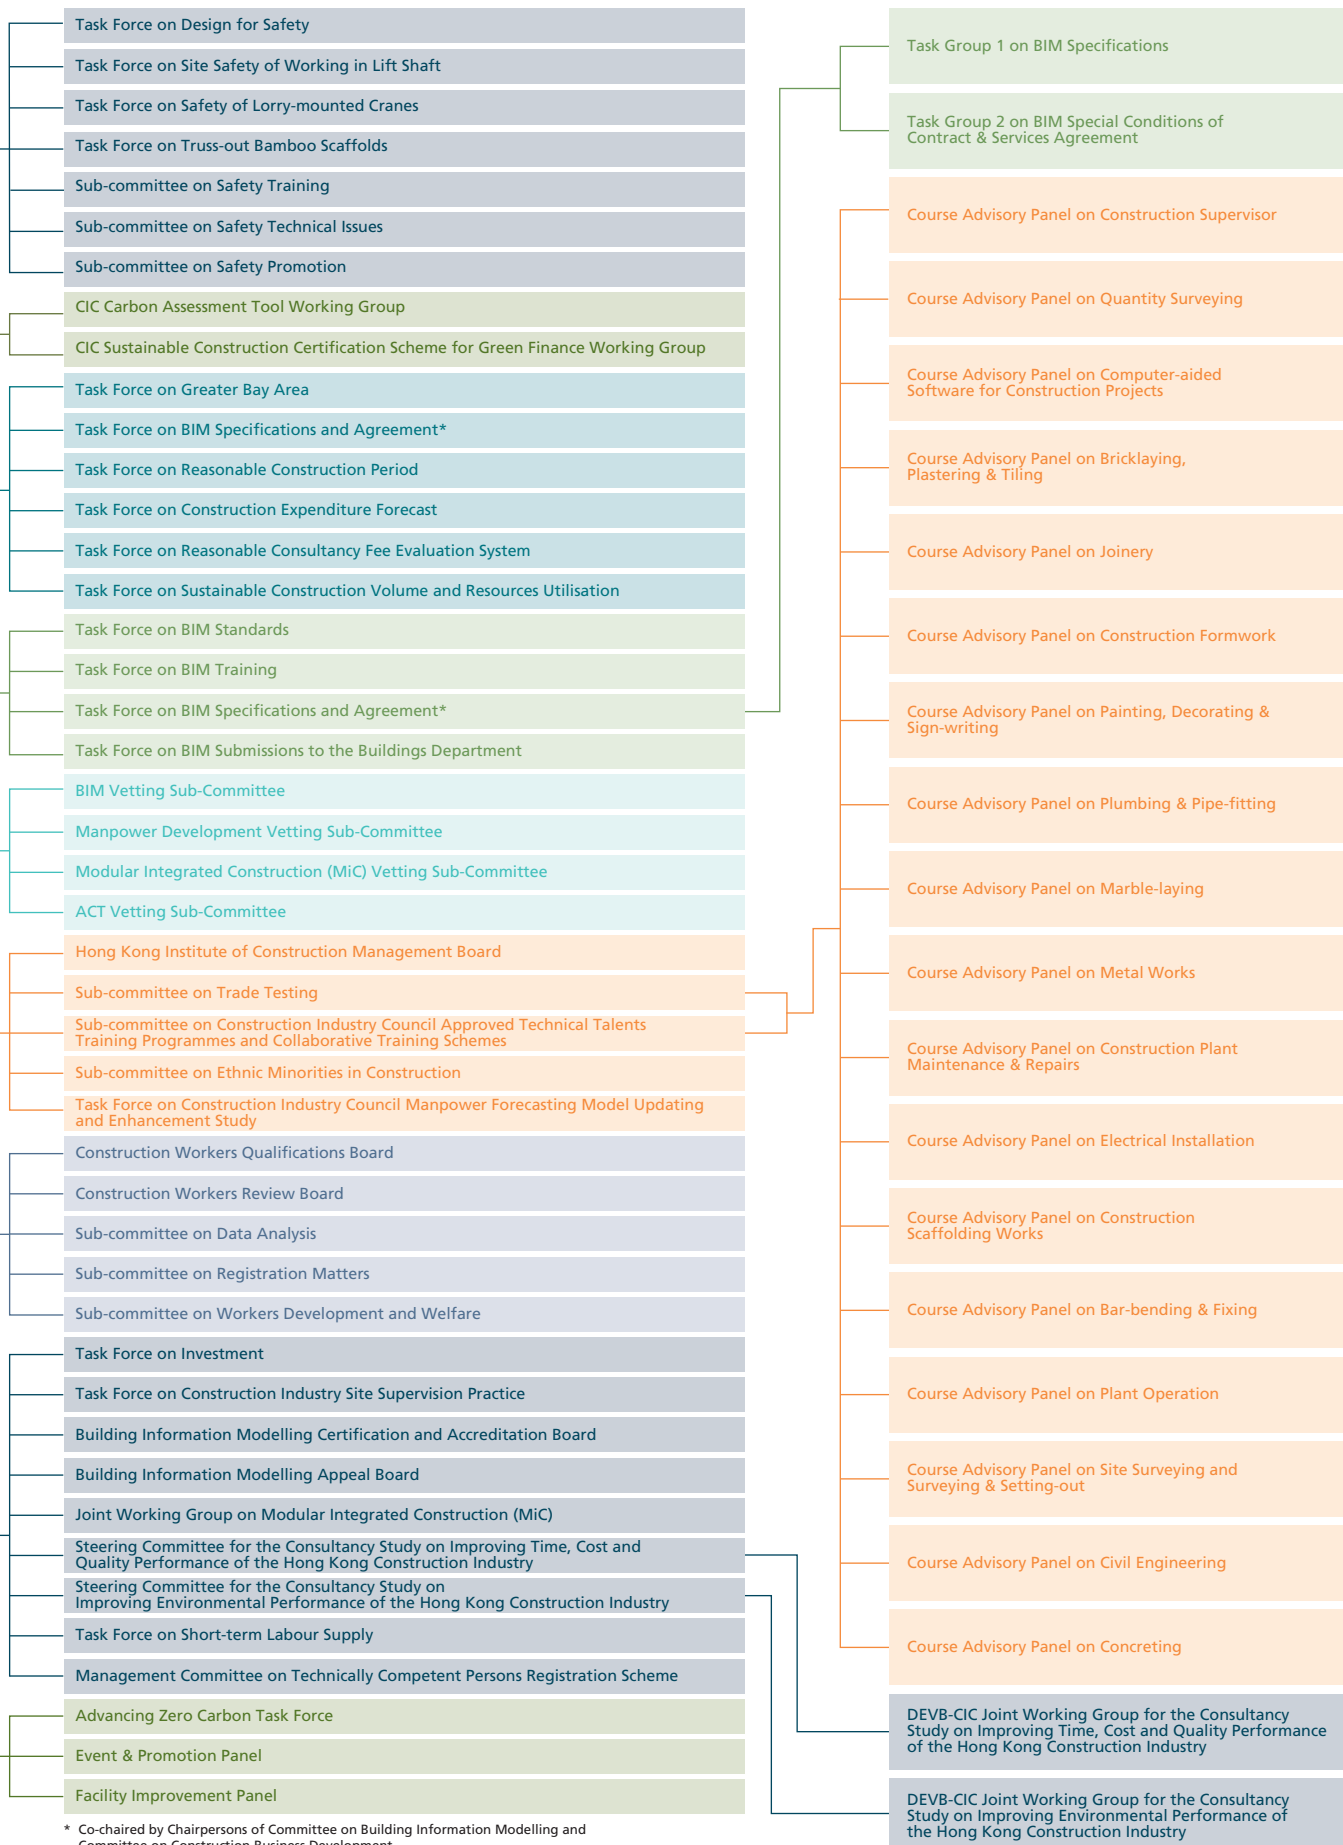 Task Force on Design for Safety
Task Force on Site Safety of Working in Lift Shaft
Task Force on Safety of Lorry-mounted Cranes
Task Force on Truss-out Bamboo Scaffolds
Sub-committee on Safety Training
Sub-committee on Safety Technical Issues
Sub-committee on Safety Promotion
CIC Carbon Assessment Tool Working Group
CIC Sustainable Construction Certification Scheme for Green Finance Working Group
Task Force on Greater Bay Area
Task Force on BIM Specifications and Agreement*
Task Force on Reasonable Construction Period
Task Force on Construction Expenditure Forecast
Task Force on Reasonable Consultancy Fee Evaluation System
Task Force on Sustainable Construction Volume and Resources Utilisation
Task Force on BIM Standards
Task Force on BIM Training
Task Force on BIM Specifications and Agreement*
Task Force on BIM Submissions to the Buildings Department
BIM Vetting Sub-Committee
Manpower Development Vetting Sub-Committee
Modular Integrated Construction (MiC) Vetting Sub-Committee
ACT Vetting Sub-Committee
Hong Kong Institute of Construction Management Board
Sub-committee on Trade Testing
Sub-committee on Construction Industry Council Approved Technical Talents
Training Programmes and Collaborative Training Schemes
Sub-committee on Ethnic Minorities in Construction
Task Force on Construction Industry Council Manpower Forecasting Model Updating
and Enhancement Study
Construction Workers Qualifications Board
Construction Workers Review Board
Sub-committee on Data Analysis
Sub-committee on Registration Matters
Sub-committee on Workers Development and Welfare
Task Force on Investment
Task Force on Construction Industry Site Supervision Practice
Building Information Modelling Certification and Accreditation Board
Building Information Modelling Appeal Board
Joint Working Group on Modular Integrated Construction (MiC)
Steering Committee for the Consultancy Study on Improving Time, Cost and
Quality Performance of the Hong Kong Construction Industry
Steering Committee for the Consultancy Study on
Improving Environmental Performance of the Hong Kong Construction Industry
Task Force on Short-term Labour Supply
Management Committee on Technically Competent Persons Registration Scheme
Advancing Zero Carbon Task Force
Event & Promotion Panel
Facility Improvement Panel
* Co-chaired by Chairpersons of Committee on Building Information Modelling and
Committee on Construction Business Development
Task Group 1 on BIM Specifications
Task Group 2 on BIM Special Conditions of
Contract & Services Agreement
Course Advisory Panel on Construction Supervisor
Course Advisory Panel on Quantity Surveying
Course Advisory Panel on Computer-aided
Software for Construction Projects
Course Advisory Panel on Bricklaying,
Plastering & Tiling
Course Advisory Panel on Joinery
Course Advisory Panel on Construction Formwork
Course Advisory Panel on Painting, Decorating &
Sign-writing
Course Advisory Panel on Plumbing & Pipe-fitting
Course Advisory Panel on Marble-laying
Course Advisory Panel on Metal Works
Course Advisory Panel on Construction Plant
Maintenance & Repairs
Course Advisory Panel on Electrical Installation
Course Advisory Panel on Construction
Scaffolding Works
Course Advisory Panel on Bar-bending & Fixing
Course Advisory Panel on Plant Operation
Course Advisory Panel on Site Surveying and
Surveying & Setting-out
Course Advisory Panel on Civil Engineering
Course Advisory Panel on Concreting
DEVB-CIC Joint Working Group for the Consultancy
Study on Improving Time, Cost and Quality Performance
of the Hong Kong Construction Industry
DEVB-CIC Joint Working Group for the Consultancy
Study on Improving Environmental Performance of
the Hong Kong Construction Industry